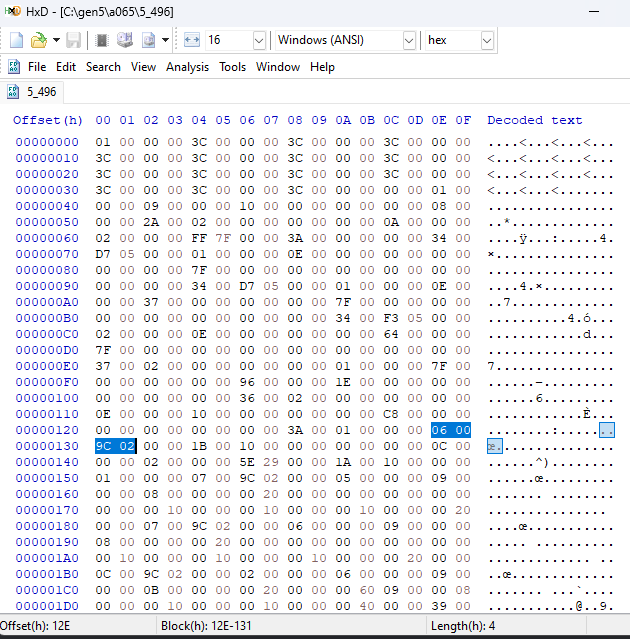 HxD - [C:\gen5\a065\5_496]
16 Windows (ANSI) hex
File Edit Search View Analysis Tools Window Help
5_496
Offset(h) 00 01 02 03 04 05 06 07 08 09 0A 0B 0C 0D 0E 0F Decoded text
00000000 01 00 00 00 3C 00 00 00 3C 00 00 00 3C 00 00 00 ....<...<...<...
00000010 3C 00 00 00 3C 00 00 00 3C 00 00 00 3C 00 00 00 <...<...<...<...
00000020 3C 00 00 00 3C 00 00 00 3C 00 00 00 3C 00 00 00 <...<...<...<...
00000030 3C 00 00 00 3C 00 00 00 3C 00 00 00 00 00 01 00 <...<...<.......
00000040 00 00 09 00 00 00 10 00 00 00 00 00 00 00 08 00 ................
00000050 00 00 2A 00 02 00 00 00 00 00 00 00 0A 00 00 00 ..*.............
00000060 02 00 00 00 FF 7F 00 00 3A 00 00 00 00 00 34 00 ....ÿ...:.....4.
00000070 D7 05 00 00 01 00 00 00 0E 00 00 00 00 00 00 00 ×...............
00000080 00 00 00 00 7F 00 00 00 00 00 00 00 00 00 00 00 ................
00000090 00 00 00 00 34 00 D7 05 00 00 01 00 00 00 0E 00 ....4.×.........
000000A0 00 00 37 00 00 00 00 00 00 00 7F 00 00 00 00 00 ..7.............
000000B0 00 00 00 00 00 00 00 00 00 00 34 00 F3 05 00 00 ..........4.ó...
000000C0 02 00 00 00 0E 00 00 00 00 00 00 00 64 00 00 00 ............d...
000000D0 7F 00 00 00 00 00 00 00 00 00 00 00 00 00 00 00 ................
000000E0 37 00 02 00 00 00 00 00 00 00 01 00 00 00 7F 00 7...............
000000F0 00 00 00 00 00 00 96 00 00 00 1E 00 00 00 00 00 ......–.........
00000100 00 00 00 00 00 00 36 00 02 00 00 00 00 00 00 00 ......6.........
00000110 0E 00 00 00 10 00 00 00 00 00 00 00 C8 00 00 00 ............È...
00000120 00 00 00 00 00 00 00 00 3A 00 01 00 00 00 06 00 ........:.......
00000130 9C 02 00 00 1B 00 10 00 00 00 00 00 00 00 0C 00 œ...............
00000140 00 00 02 00 00 00 5E 29 00 00 1A 00 10 00 00 00 ......^)........
00000150 01 00 00 00 07 00 9C 02 00 00 05 00 00 00 09 00 ......œ.........
00000160 00 00 08 00 00 00 00 20 00 00 00 00 00 00 00 00 ....... ........
00000170 00 00 00 10 00 00 00 10 00 00 00 10 00 00 00 20 ...............
00000180 00 00 07 00 9C 02 00 00 06 00 00 00 09 00 00 00 ....œ...........
00000190 08 00 00 00 00 20 00 00 00 00 00 00 00 00 00 00 ..... ..........
000001A0 00 10 00 00 00 10 00 00 00 10 00 00 00 20 00 00 ............. ..
000001B0 0C 00 9C 02 00 00 02 00 00 00 06 00 00 00 09 00 ..œ.............
000001C0 00 00 0B 00 00 00 00 20 00 00 00 60 09 00 00 08 ....... ...`....
000001D0 00 00 00 10 00 00 00 10 00 00 00 40 00 00 39 00 ...........@..9.
Offset(h): 12E Block(h): 12E-131 Length(h): 4